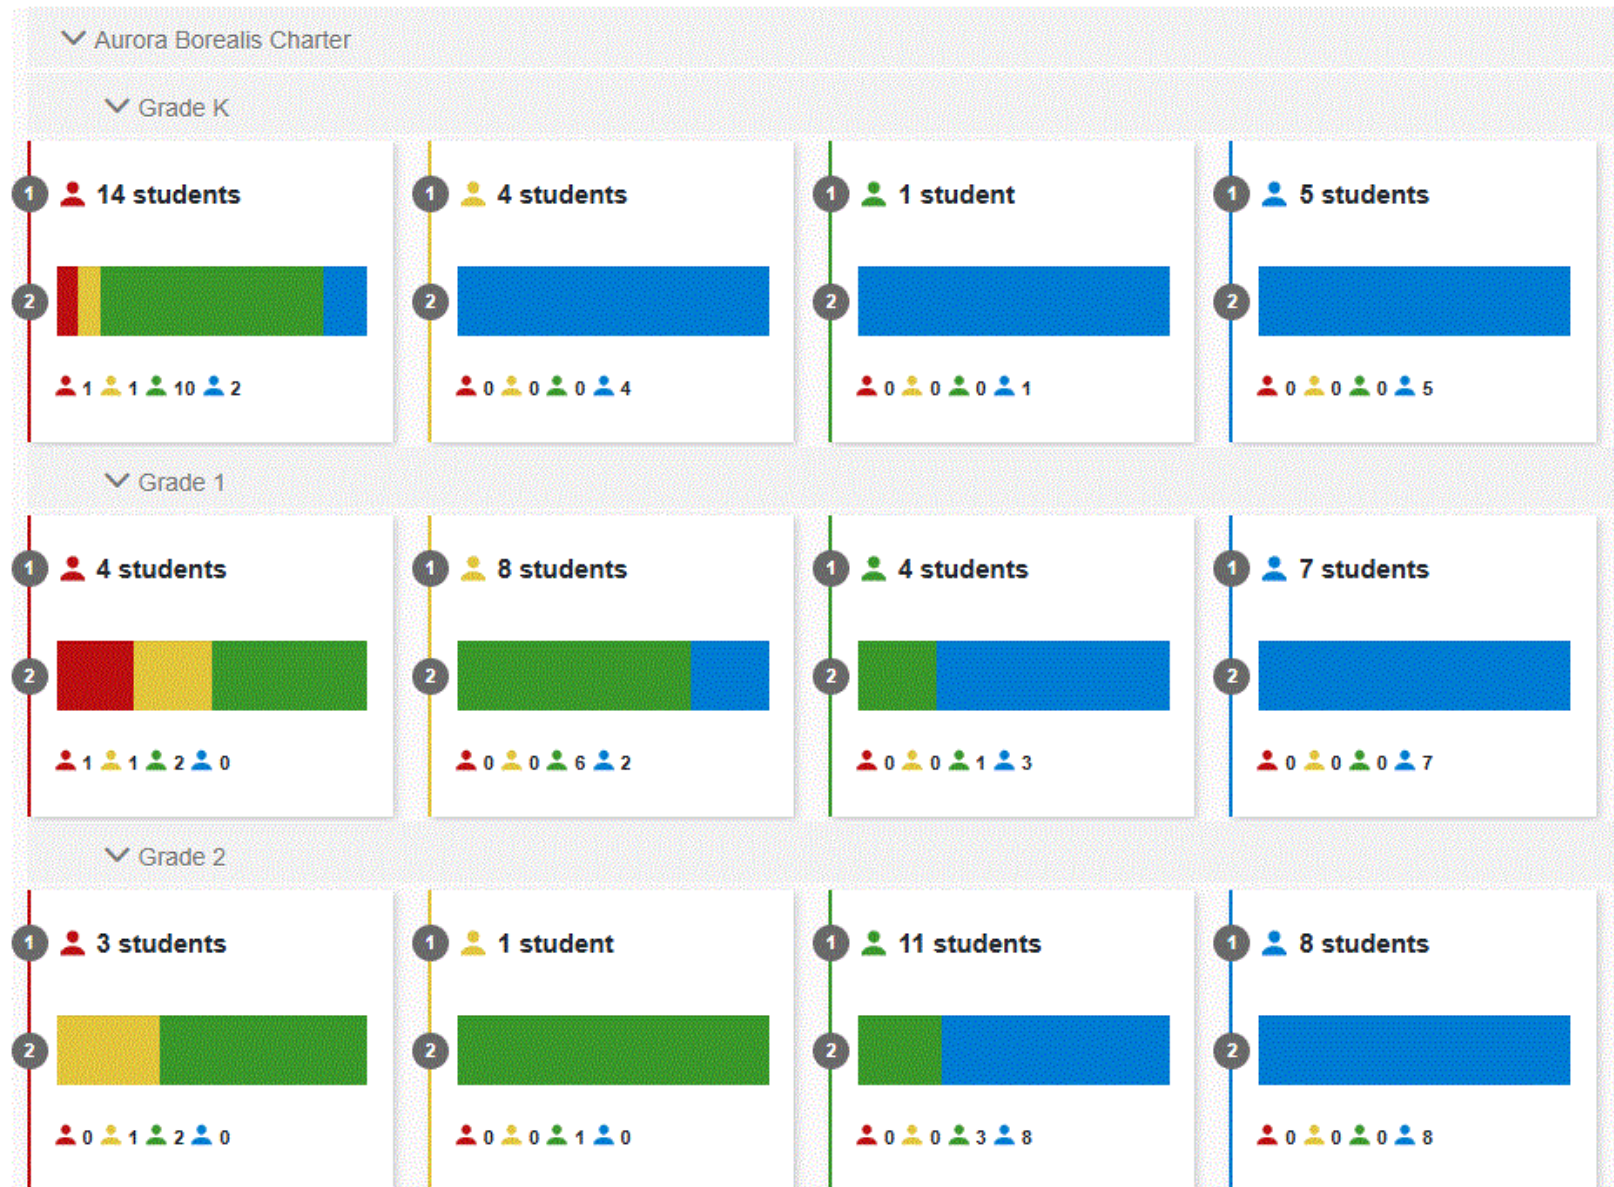 Aurora Borealis Charter
Grade K
1 14 students 1 4 students 1 1 student 1 5 students
2 2 2 2
1 1 10 2 0 0 0 4 0 0 0 1 0 0 0 5
Grade 1
1 4 students 1 8 students 1 4 students 1 7 students
2 2 2 2
1 1 2 0 0 0 6 2 0 0 1 3 0 0 0 7
Grade 2
1 3 students 1 1 student 1 11 students 1 8 students
2 2 2 2
0 1 2 0 0 0 1 0 0 0 3 8 0 0 0 8